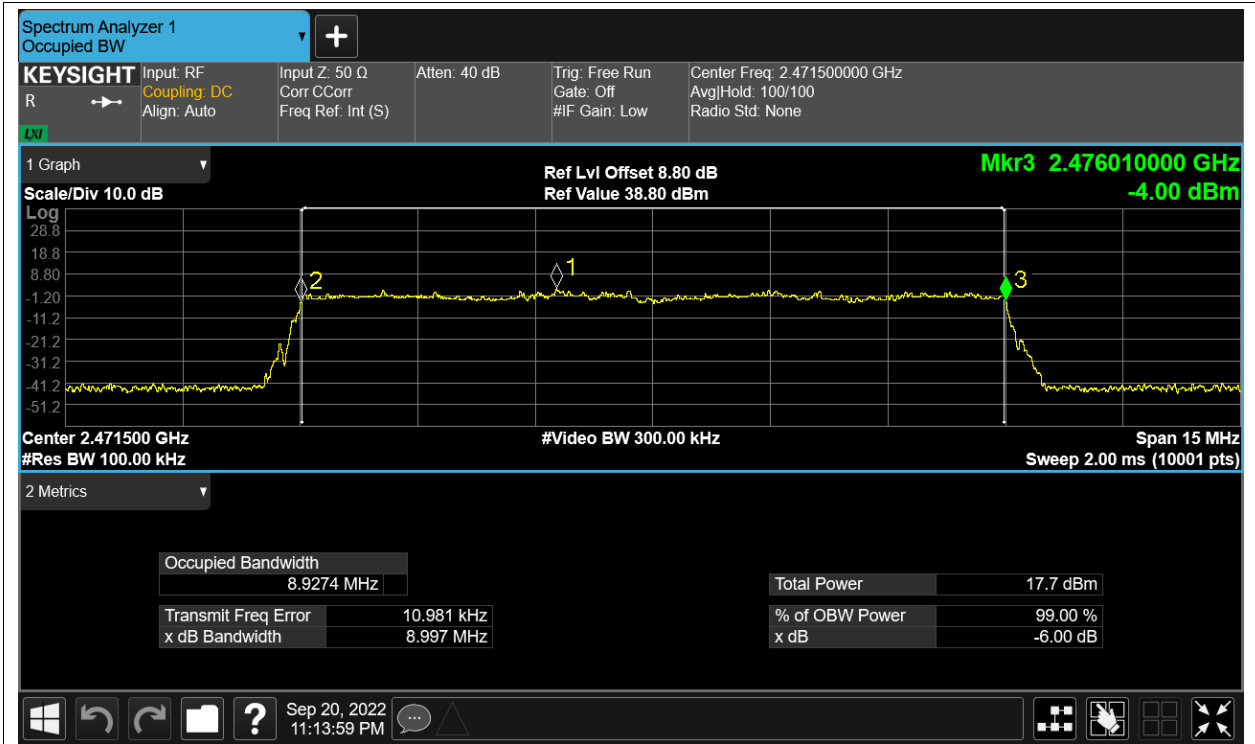 Spectrum Analyzer 1
Occupied BW
KEYSIGHT
R
LXI
Input: RF
Coupling: DC
Align: Auto
Input Z: 50 Ω
Corr CCorr
Freq Ref: Int (S)
Atten: 40 dB
Trig: Free Run
Gate: Off
#IF Gain: Low
Center Freq: 2.471500000 GHz
Avg|Hold: 100/100
Radio Std: None
1 Graph
Scale/Div 10.0 dB
Ref Lvl Offset 8.80 dB
Ref Value 38.80 dBm
Mkr3 2.476010000 GHz
-4.00 dBm
Log
28.8
18.8
8.80
-1.20
-11.2
-21.2
-31.2
-41.2
-51.2
2
1
3
Center 2.471500 GHz
#Res BW 100.00 kHz
#Video BW 300.00 kHz
Span 15 MHz
Sweep 2.00 ms (10001 pts)
2 Metrics
Occupied Bandwidth
8.9274 MHz
Transmit Freq Error 10.981 kHz
x dB Bandwidth 8.997 MHz
Total Power 17.7 dBm
% of OBW Power 99.00 %
x dB -6.00 dB
?
Sep 20, 2022
11:13:59 PM